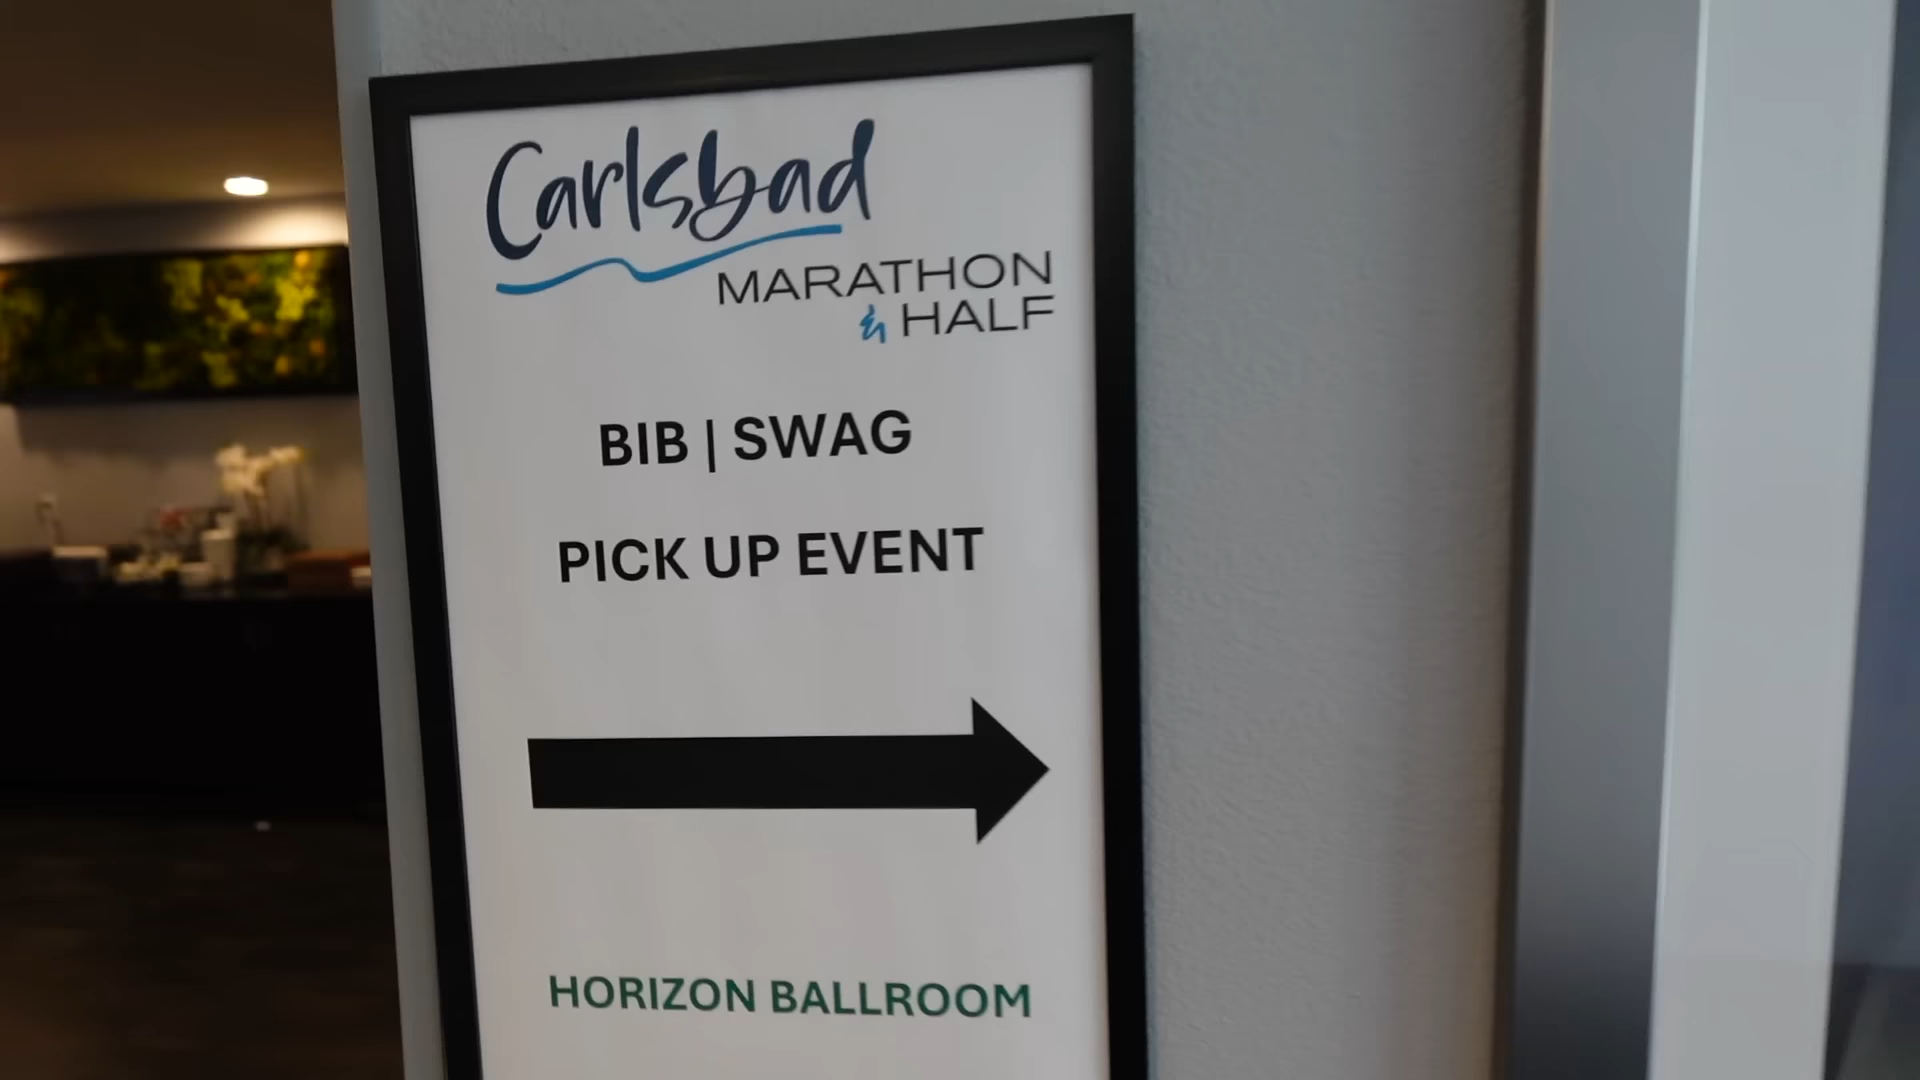 Carlsbad
MARATHON
& HALF
BIB | SWAG
PICK UP EVENT
HORIZON BALLROOM